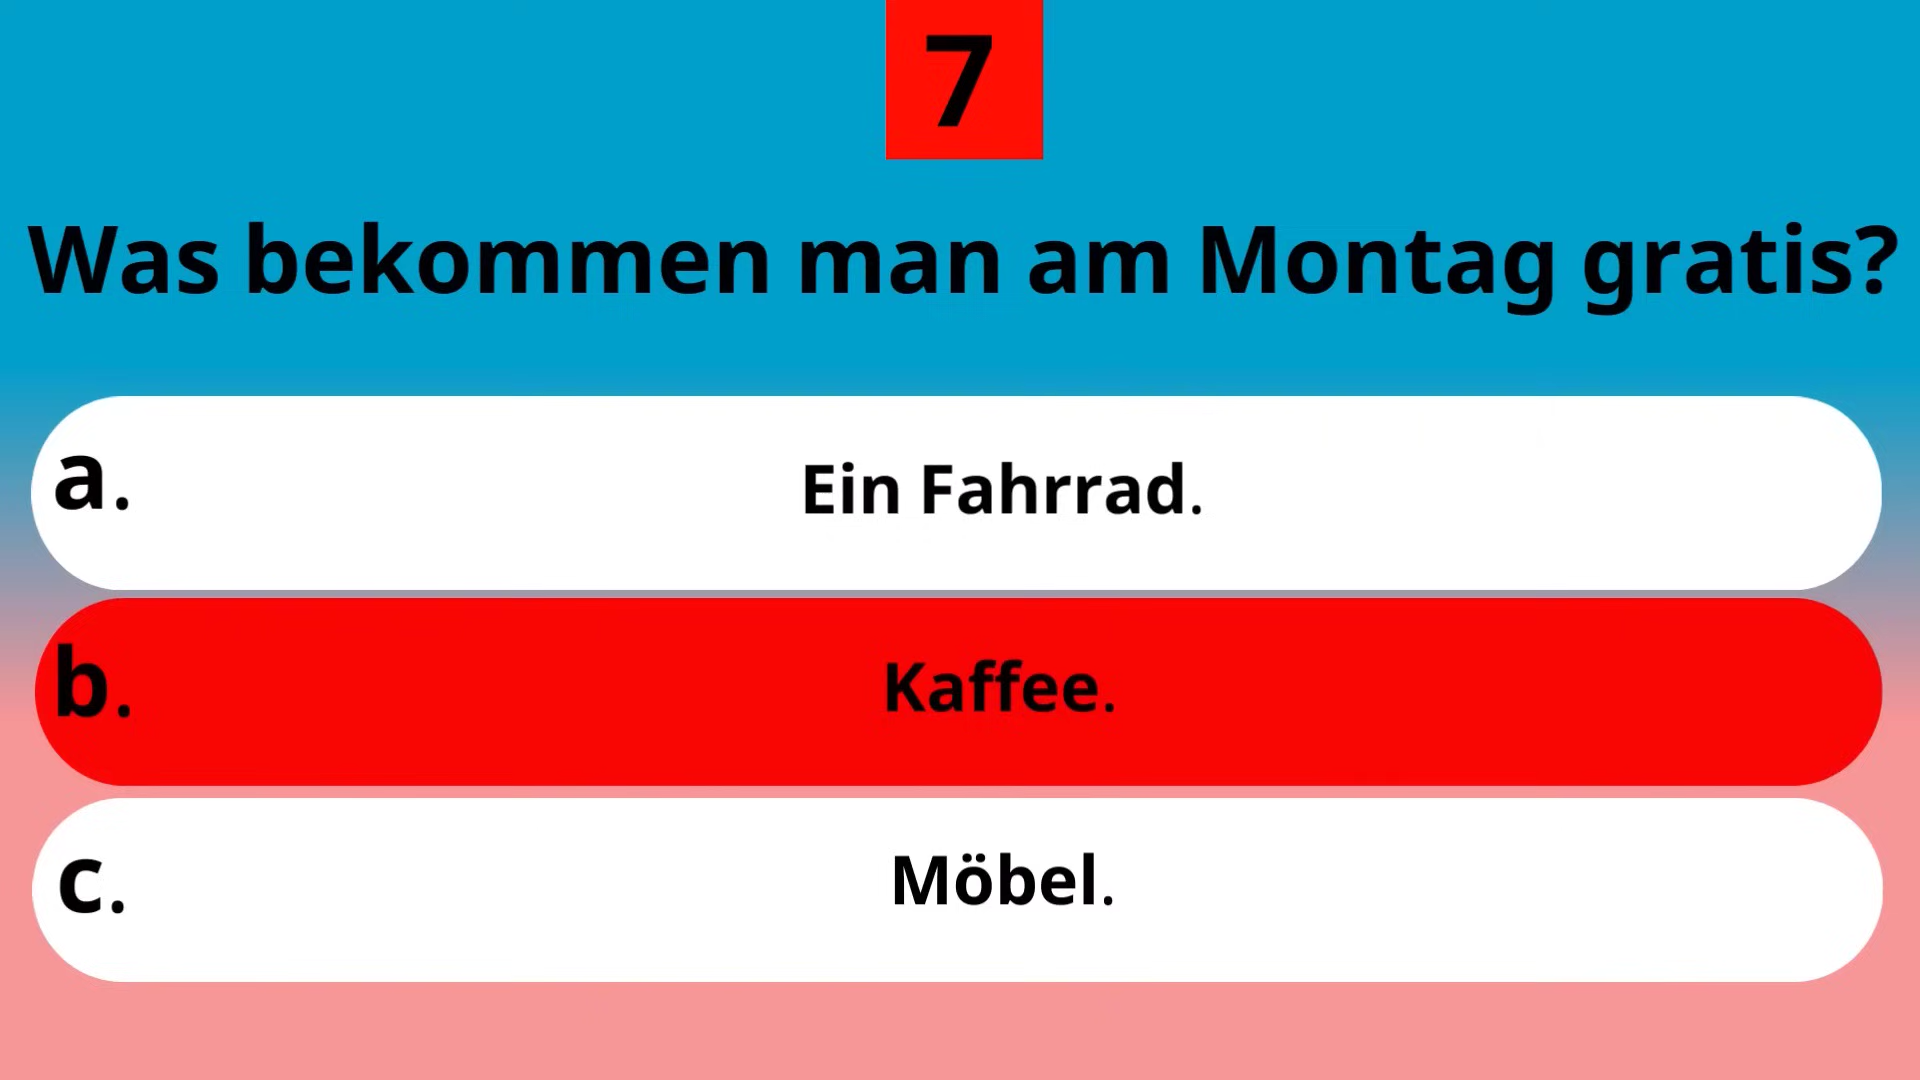 7
Was bekommen man am Montag gratis?
a. Ein Fahrrad.
b. Kaffee.
c. Möbel.